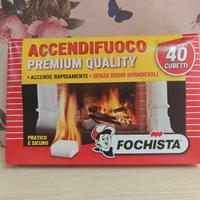 ACCENDIFUOCO
PREMIUM QUALITY
• ACCENDE RAPIDAMENTE • SENZA ODORI SGRADEVOLI
40
CUBETTI
PRATICO
E SICURO
FOCHISTA